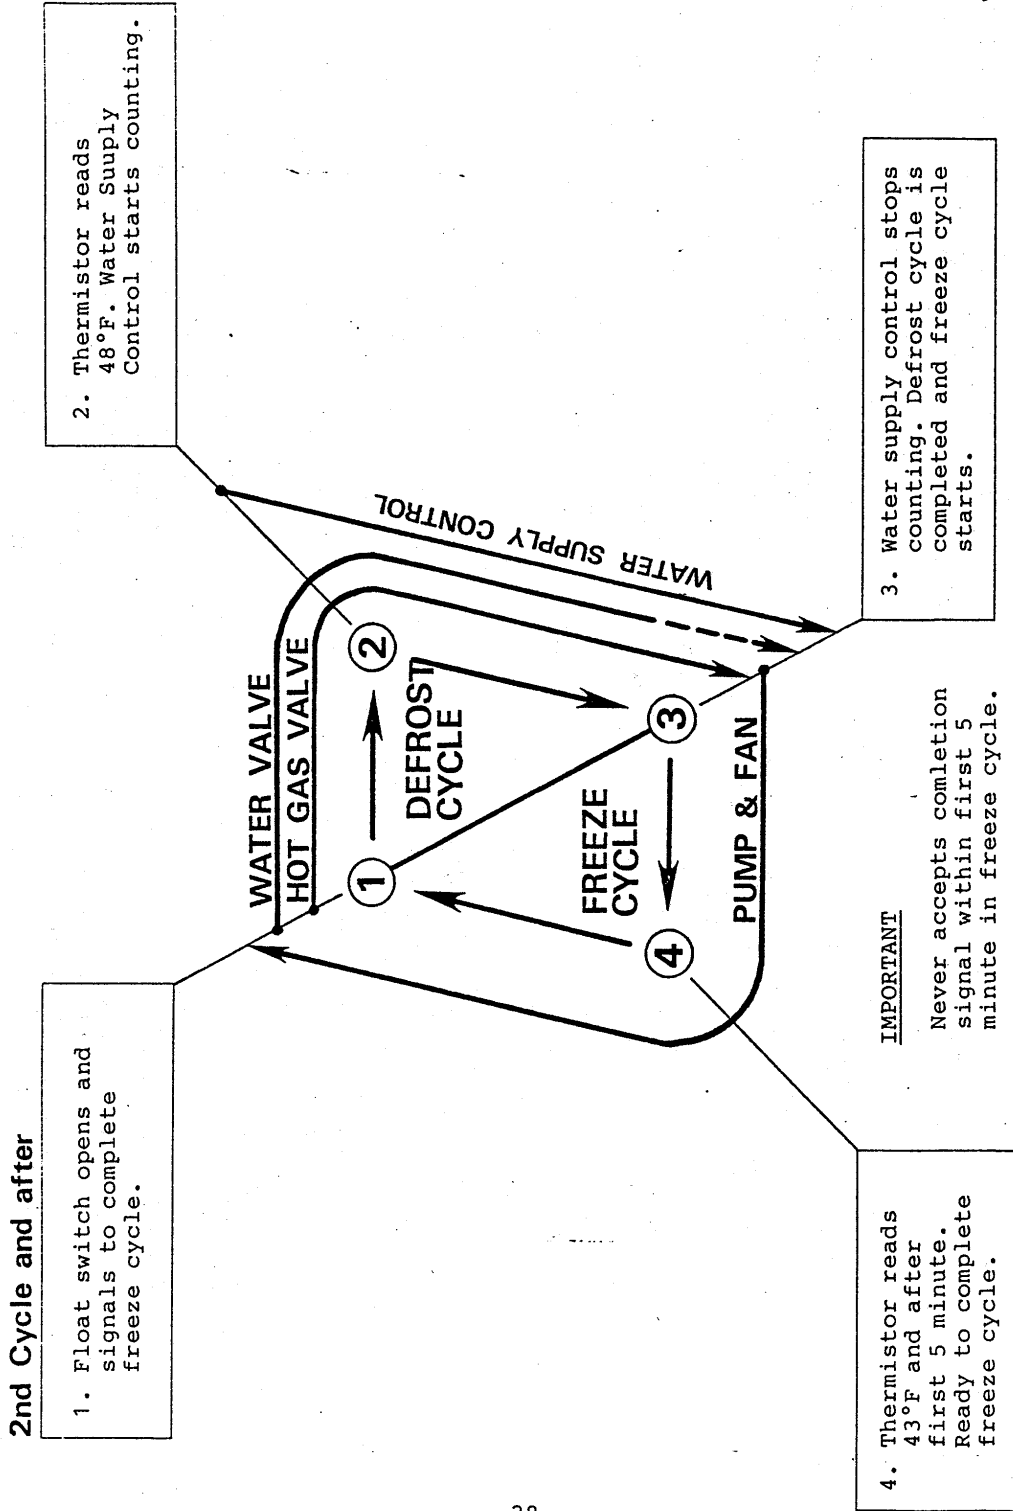 2nd Cycle and after
1. Float switch opens and
signals to complete
freeze cycle.
2. Thermistor reads
48°F. Water Suuply
Control starts counting.
WATER VALVE
HOT GAS VALVE
1
2
DEFROST
CYCLE
WATER SUPPLY CONTROL
FREEZE
CYCLE
4
3
PUMP & FAN
4. Thermistor reads
43°F and after
first 5 minute.
Ready to complete
freeze cycle.
IMPORTANT
Never accepts comletion
signal within first 5
minute in freeze cycle.
3. Water supply control stops
counting. Defrost cycle is
completed and freeze cycle
starts.